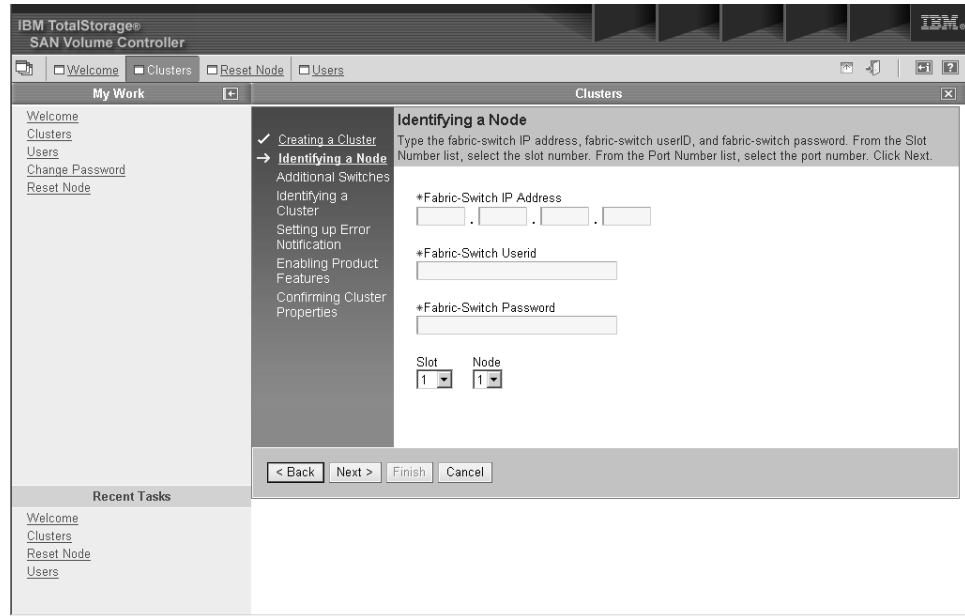 IBM TotalStorage®
SAN Volume Controller
IBM®
Welcome
Clusters
Reset Node
Users
My Work
Clusters
Welcome
Clusters
Users
Change Password
Reset Node
Creating a Cluster
Identifying a Node
Additional Switches
Identifying a
Cluster
Setting up Error
Notification
Enabling Product
Features
Confirming Cluster
Properties
Identifying a Node
Type the fabric-switch IP address, fabric-switch userID, and fabric-switch password. From the Slot
Number list, select the slot number. From the Port Number list, select the port number. Click Next.
*Fabric-Switch IP Address
. . .
*Fabric-Switch Userid
*Fabric-Switch Password
Slot Node
1 1
< Back Next > Finish Cancel
Recent Tasks
Welcome
Clusters
Reset Node
Users